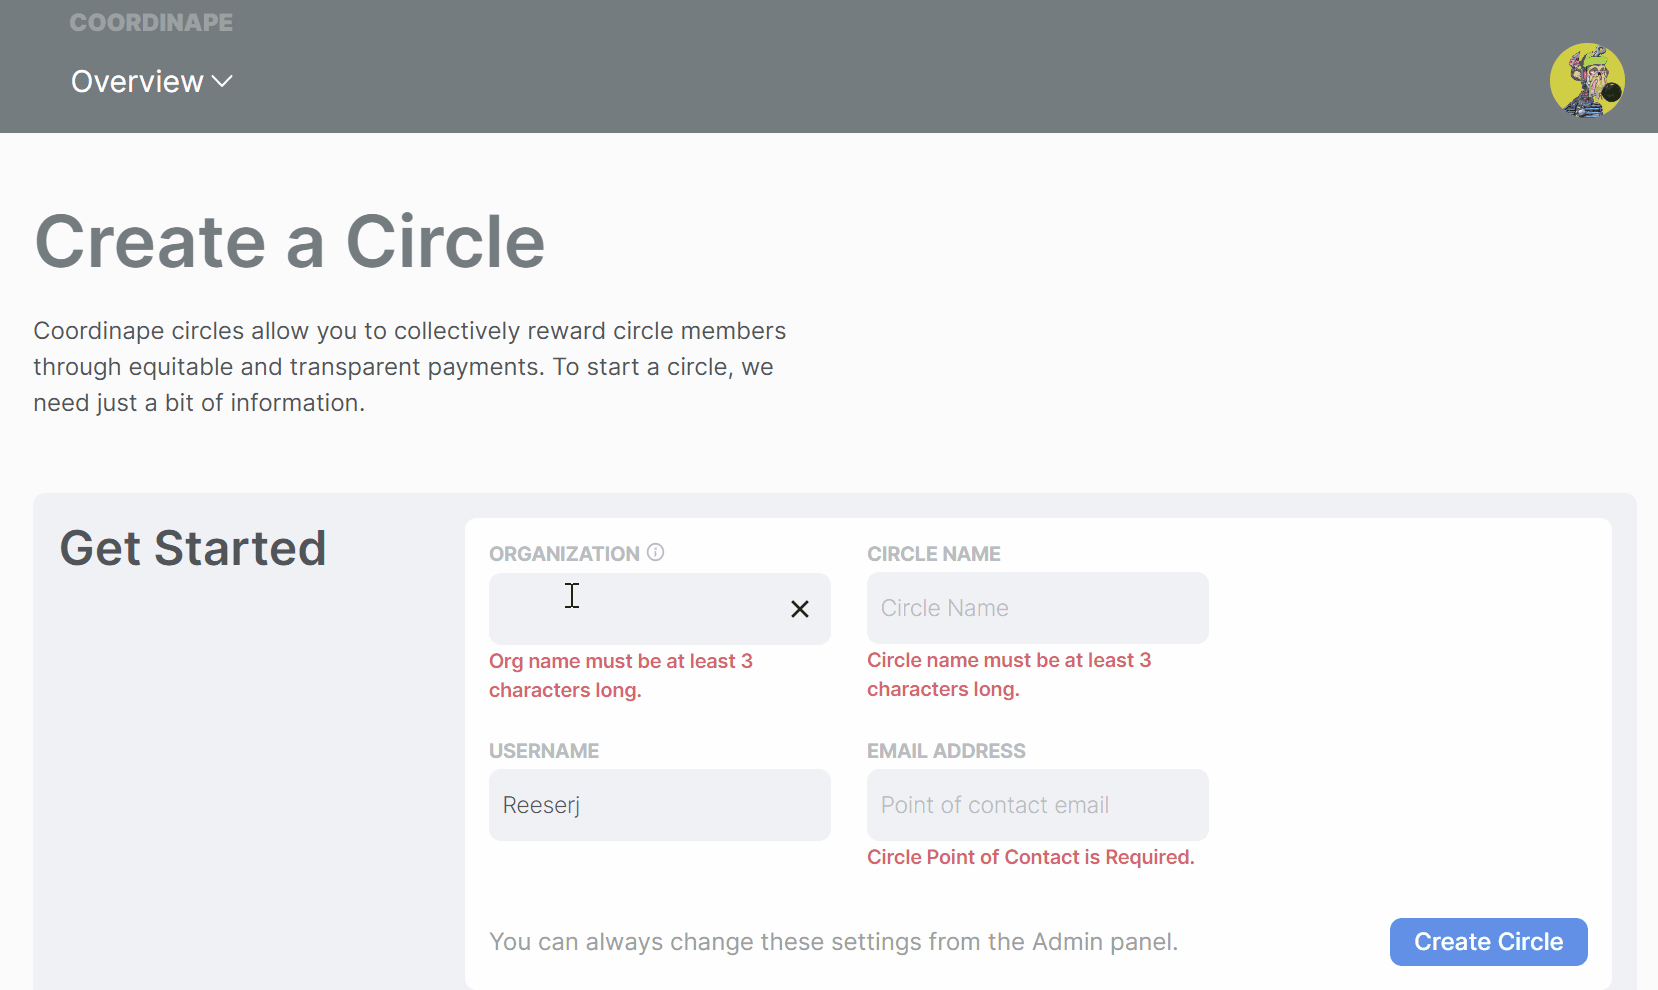 COORDINAPE
Overview
Create a Circle
Coordinape circles allow you to collectively reward circle members
through equitable and transparent payments. To start a circle, we
need just a bit of information.
Get Started
ORGANIZATION
CIRCLE NAME
Circle Name
Org name must be at least 3
characters long.
Circle name must be at least 3
characters long.
USERNAME
EMAIL ADDRESS
Reeserj
Point of contact email
Circle Point of Contact is Required.
You can always change these settings from the Admin panel.
Create Circle